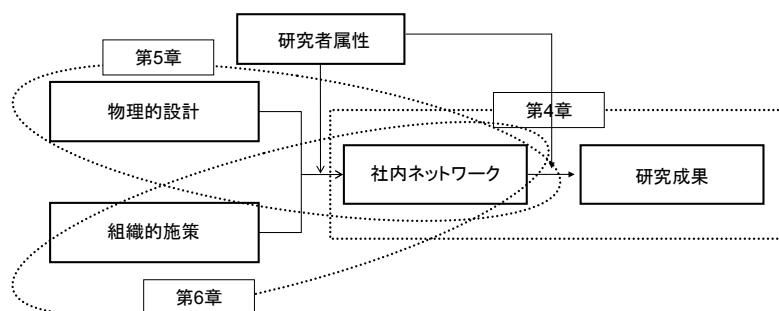 研究者属性
第5章
物理的設計
第4章
社内ネットワーク
研究成果
組織的施策
第6章